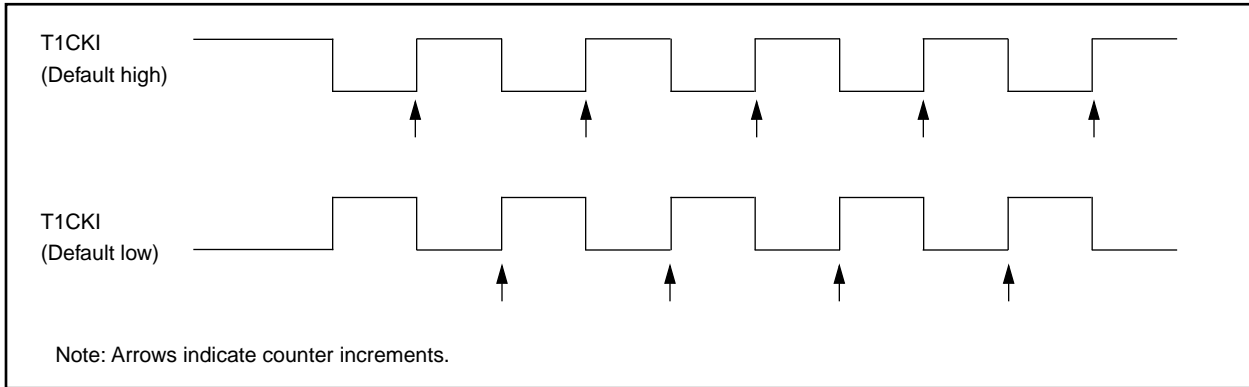 T1CKI
(Default high)
T1CKI
(Default low)
Note: Arrows indicate counter increments.